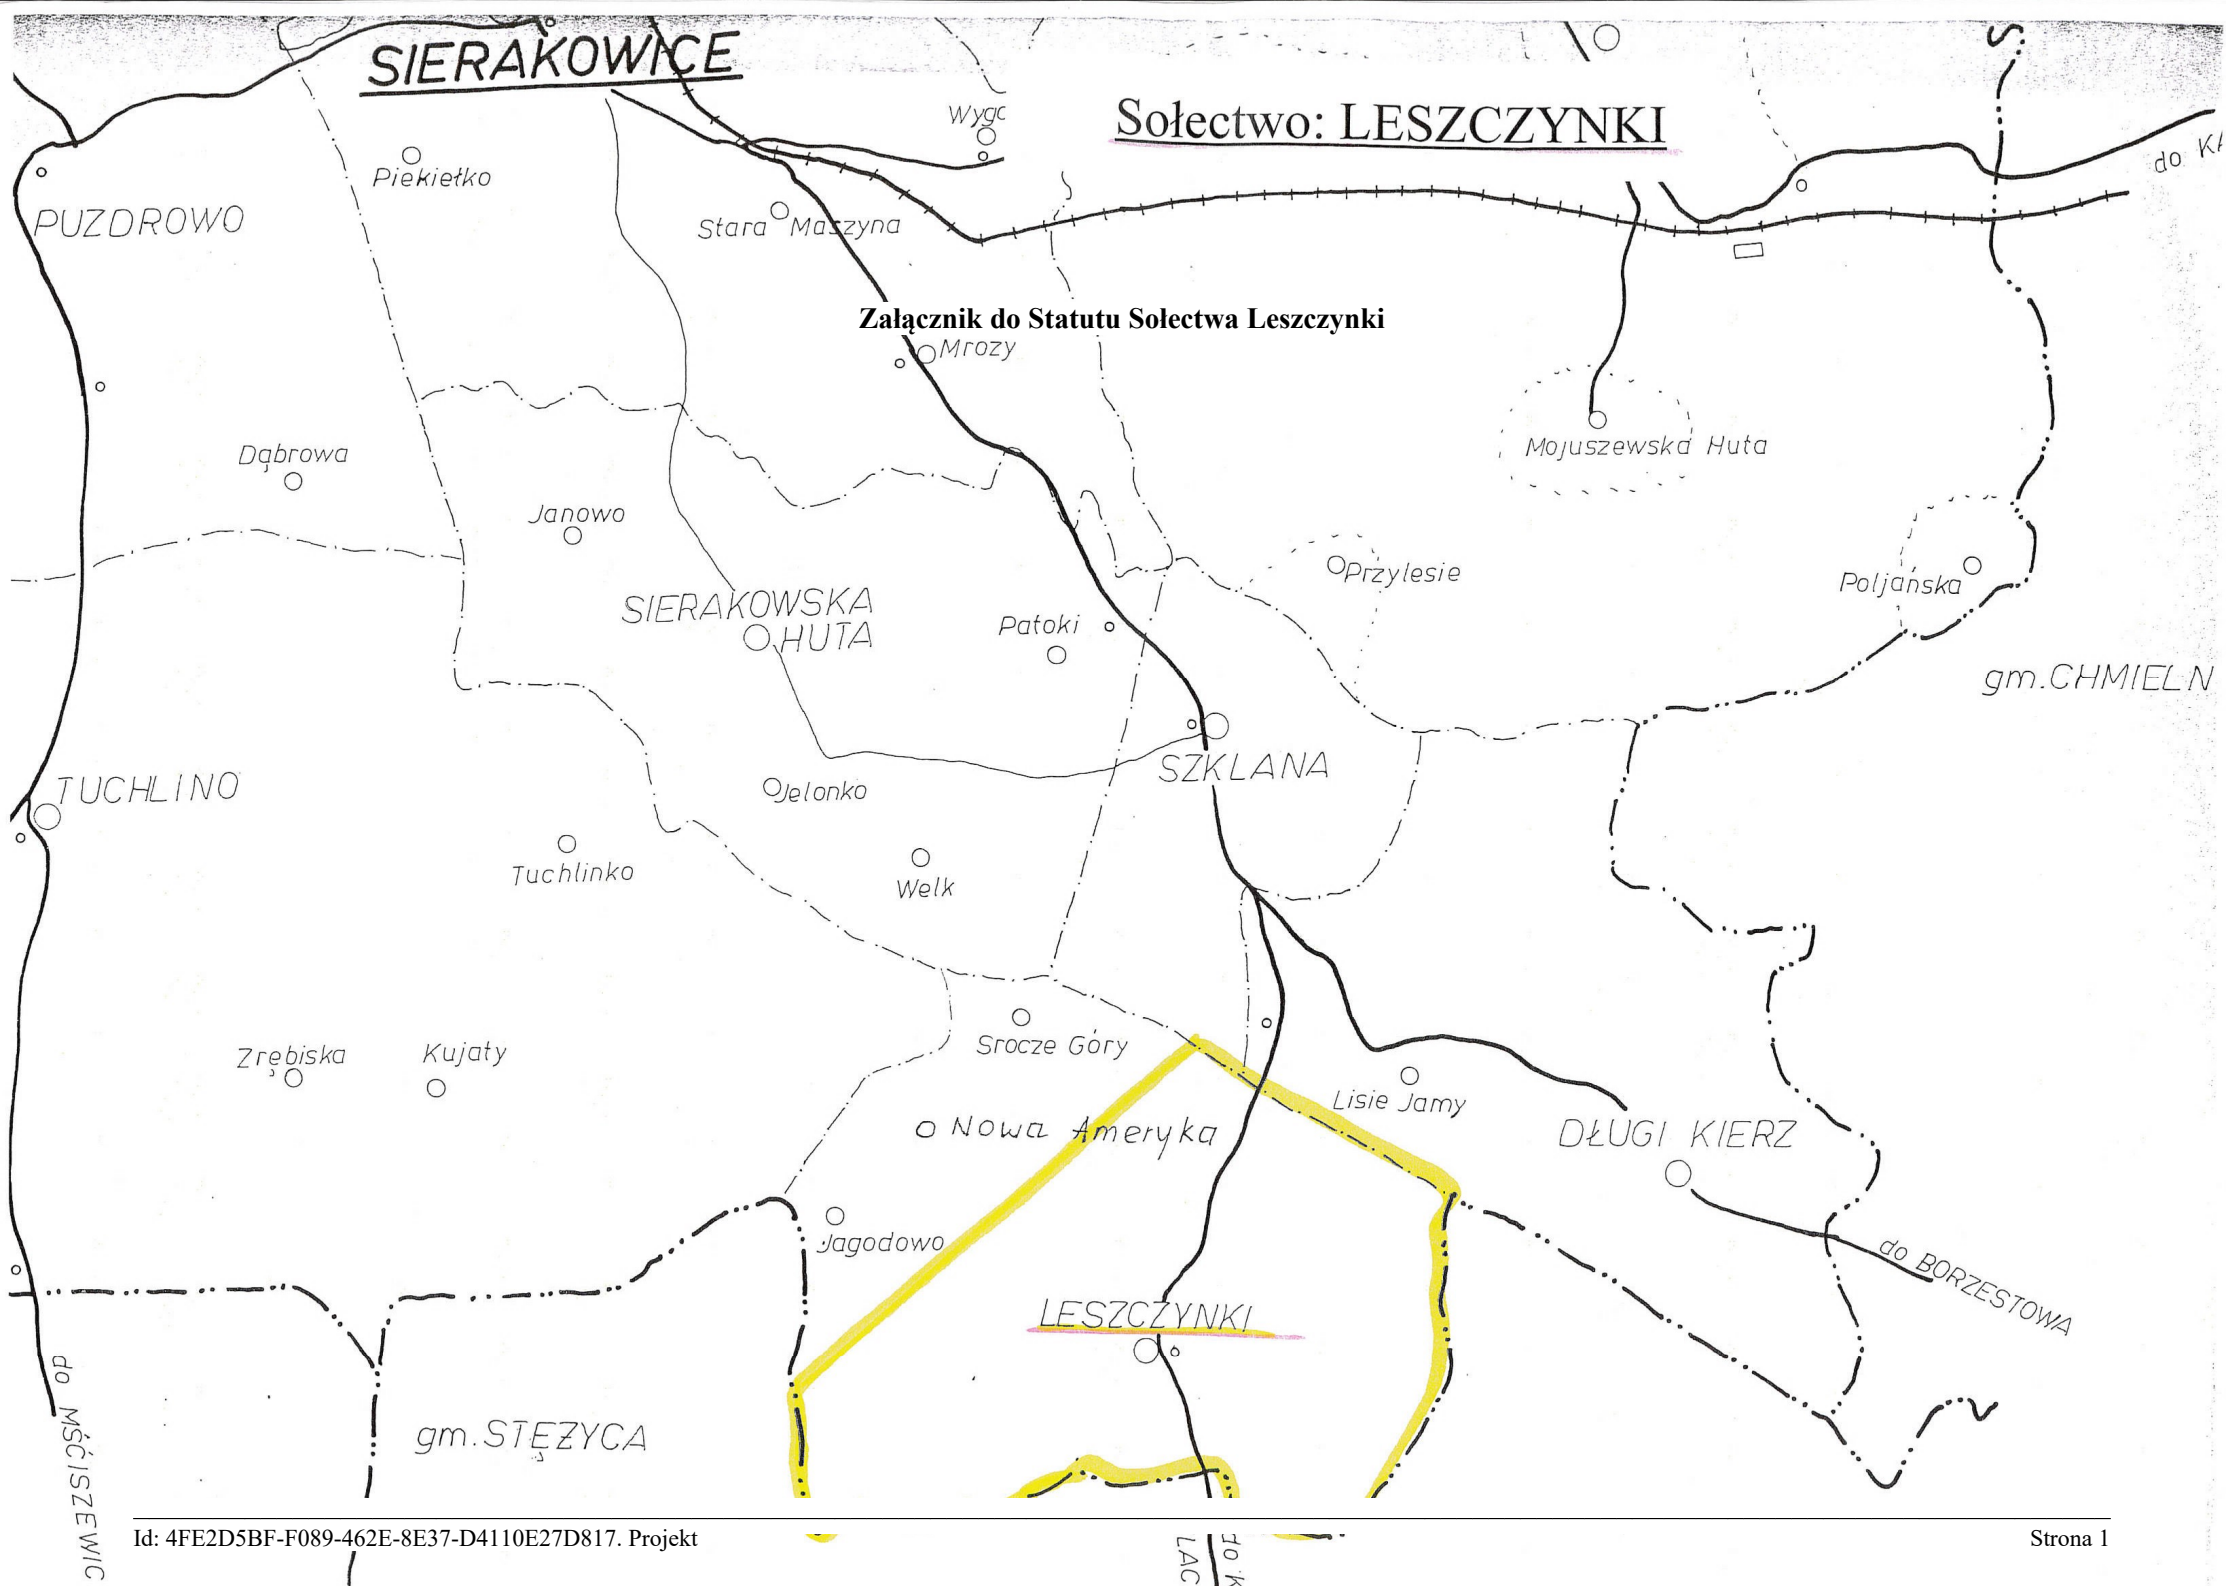 SIERAKOWICE
Sołectwo: LESZCZYNKI
do
Piekiełko
PUZDROWO
Stara Maszyna
Załącznik do Statutu Sołectwa Leszczynki
Mrozy
Mojuszewska Huta
Dąbrowa
Janowo
Przylesie
Poljańska
SIERAKOWSKA
HUTA
Patoki
gm. CHMIELN
SZKLANA
TUCHLINO
Jelonko
Tuchlinko
Welk
Zrębiska
Kujaty
Srocze Góry
Lisie Jamy
Nowa Ameryka
DŁUGI KIERZ
Jagodowo
do BORZESTOWA
LESZCZYNKI
do MŚCISZEWIC
gm. STĘŻYCA
Id: 4FE2D5BF-F089-462E-8E37-D4110E27D817. Projekt
Strona 1